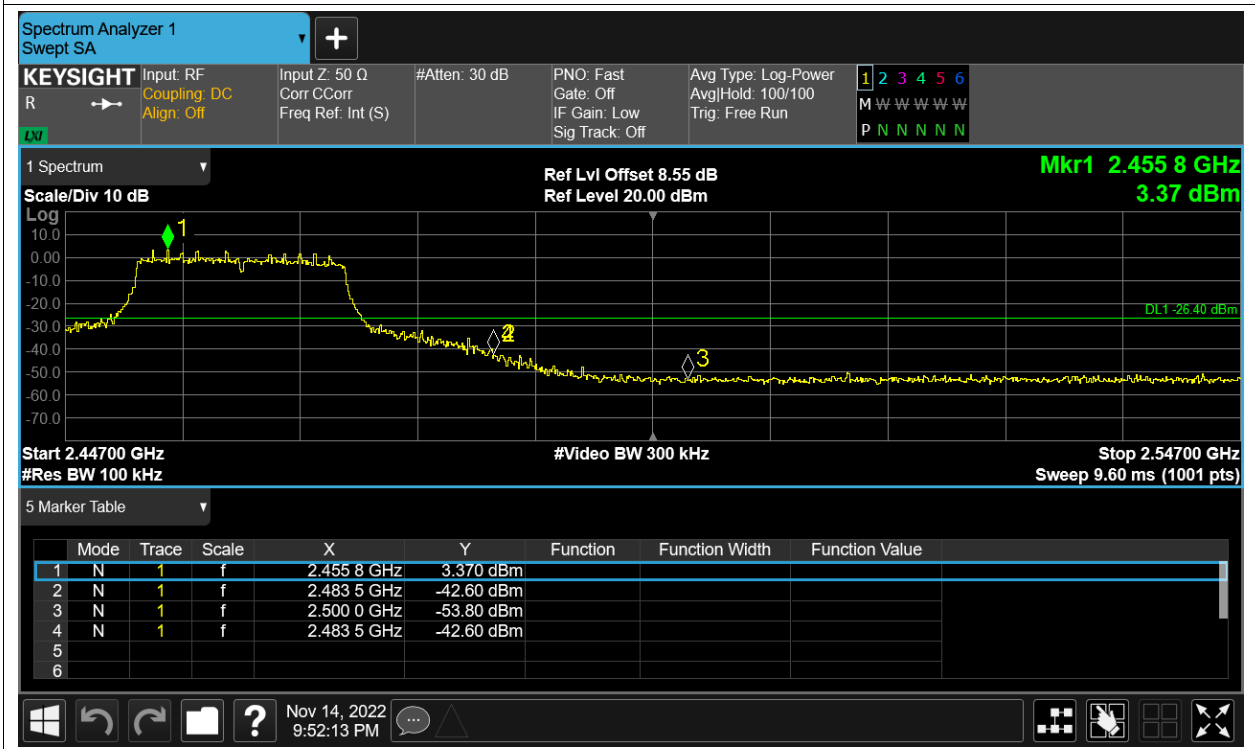 Spectrum Analyzer 1
Swept SA
+
KEYSIGHT
R
LXI
Input: RF
Coupling: DC
Align: Off
Input Z: 50 Ω
Corr CCorr
Freq Ref: Int (S)
#Atten: 30 dB
PNO: Fast
Gate: Off
IF Gain: Low
Sig Track: Off
Avg Type: Log-Power
Avg|Hold: 100/100
Trig: Free Run
1 2 3 4 5 6
M W W W W W
P N N N N N
1 Spectrum
Scale/Div 10 dB
Ref Lvl Offset 8.55 dB
Ref Level 20.00 dBm
Mkr1 2.455 8 GHz
3.37 dBm
Log
10.0
0.00
-10.0
-20.0
-30.0
-40.0
-50.0
-60.0
-70.0
1
3
DL1 -26.40 dBm
Start 2.44700 GHz
#Video BW 300 kHz
Stop 2.54700 GHz
#Res BW 100 kHz
Sweep 9.60 ms (1001 pts)
5 Marker Table
Mode Trace Scale X Y Function Function Width Function Value
1 N 1 f 2.455 8 GHz 3.370 dBm
2 N 1 f 2.483 5 GHz -42.60 dBm
3 N 1 f 2.500 0 GHz -53.80 dBm
4 N 1 f 2.483 5 GHz -42.60 dBm
5
6
?
Nov 14, 2022
9:52:13 PM